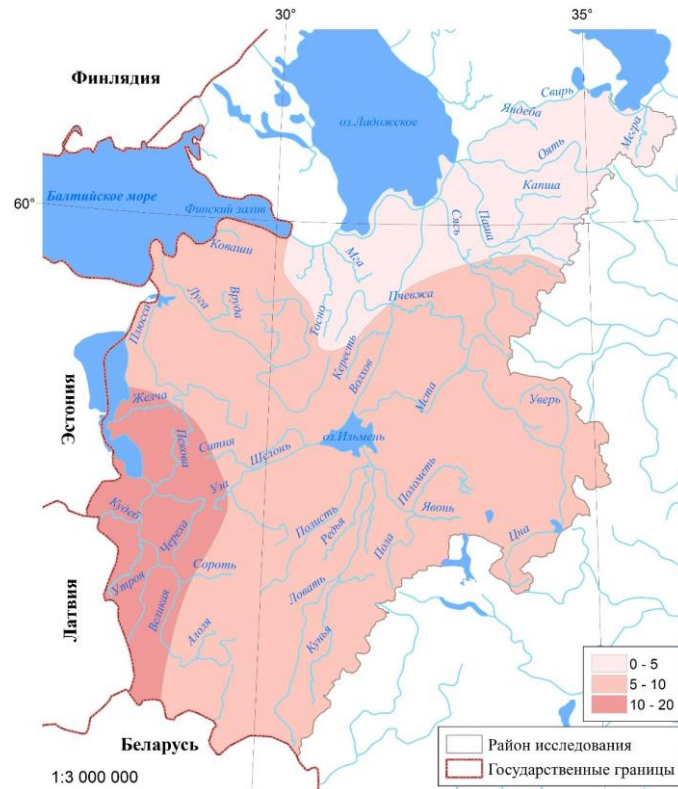 30°
35°
Финлядия
Свирь
Яндеба
Мегра
оз.Ладожское
Оять
Капша
Балтийское море
60°
Финский залив
Сясь
Паша
Коваши
Мга
Луга
Вруда
Тосно
Пчевжа
Плюсса
Кересть
Волхов
Эстония
Желча
Мста
Уверь
Пскова
Ситня
Шелонь
оз.Ильмень
Уза
Полометь
Кудеб
Череха
Полисть
Редья
Явонь
Пола
Цна
Сороть
Утроя
Ловать
Латвия
Великая
Алоля
Кунья
0 - 5
5 - 10
10 - 20
Беларусь
Район исследования
Государственные границы
1:3 000 000